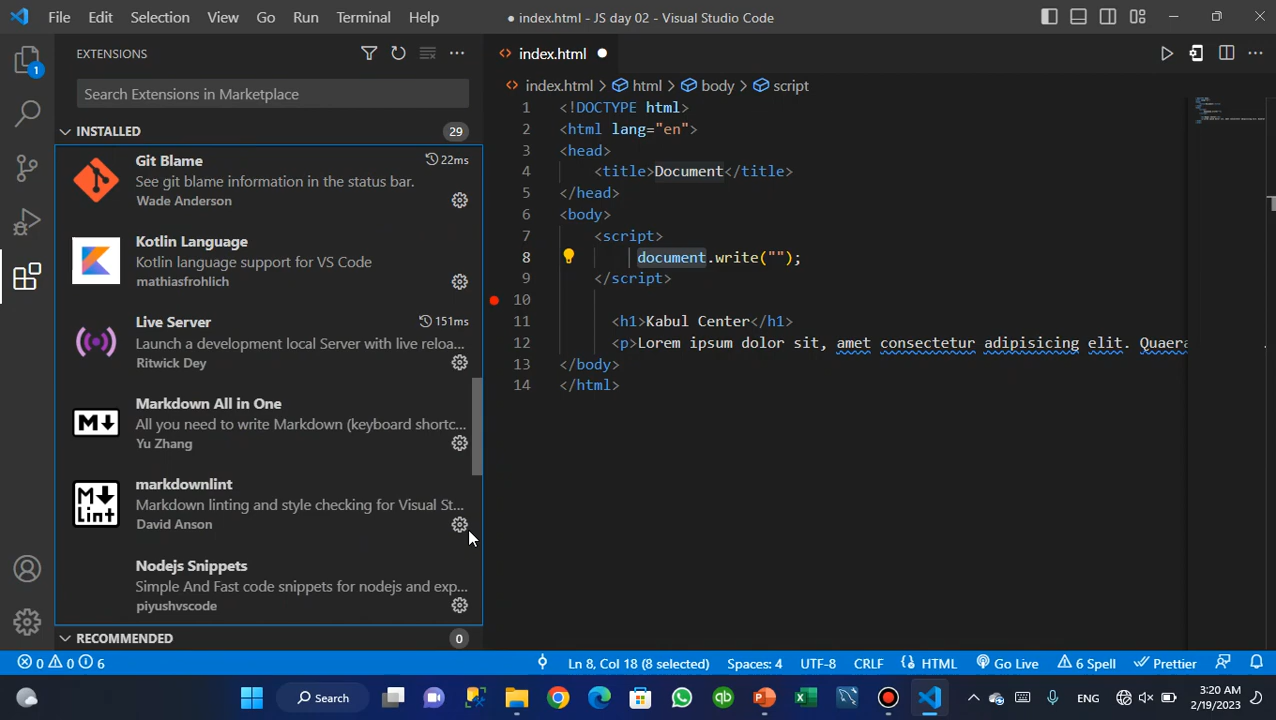 File Edit Selection View Go Run Terminal Help
● index.html - JS day 02 - Visual Studio Code
EXTENSIONS
1
Search Extensions in Marketplace
INSTALLED 29
Git Blame 22ms
See git blame information in the status bar.
Wade Anderson
Kotlin Language
Kotlin language support for VS Code
mathiasfrohlich
Live Server 151ms
Launch a development local Server with live reloa...
Ritwick Dey
Markdown All in One
All you need to write Markdown (keyboard shortc...
Yu Zhang
markdownlint
Markdown linting and style checking for Visual St...
David Anson
Nodejs Snippets
Simple And Fast code snippets for nodejs and exp...
piyushvscode
RECOMMENDED 0
index.html
index.html > html > body > script
1 <!DOCTYPE html>
2 <html lang="en">
3 <head>
4 <title>Document</title>
5 </head>
6 <body>
7 <script>
8 document.write("");
9 </script>
10
11 <h1>Kabul Center</h1>
12 <p>Lorem ipsum dolor sit, amet consectetur adipisicing elit. Quaera
13 </body>
14 </html>
0 0 6 Ln 8, Col 18 (8 selected) Spaces: 4 UTF-8 CRLF HTML Go Live 6 Spell Prettier
Search ENG 3:20 AM
2/19/2023